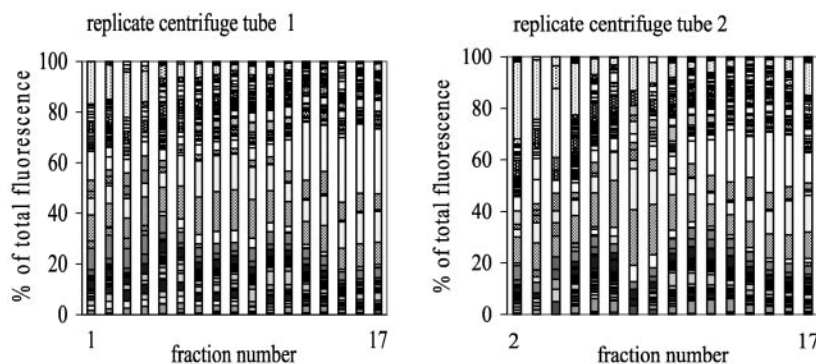 replicate centrifuge tube 1
% of total fluorescence
100
80
60
40
20
0
1 17
fraction number
replicate centrifuge tube 2
% of total fluorescence
100
80
60
40
20
0
2 17
fraction number